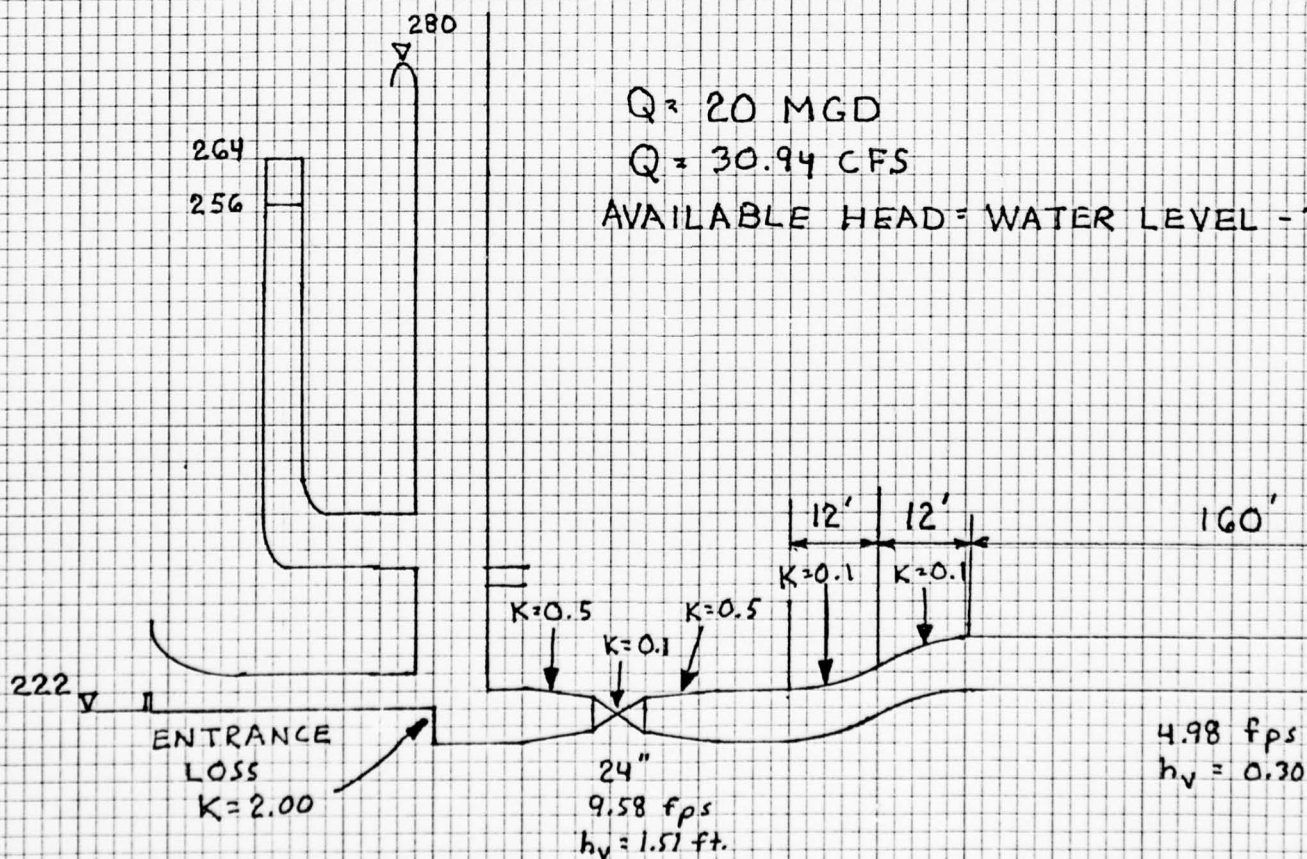 280
Q = 20 MGD
Q = 30.94 CFS
AVAILABLE HEAD = WATER LEVEL -
264
256
12' 12' 160'
K=0.1 K=0.1
K=0.5 K=0.5
K=0.1
222
ENTRANCE
LOSS
K=2.00
24"
9.58 fps
hv = 1.51 ft.
4.98 fps
hv = 0.30